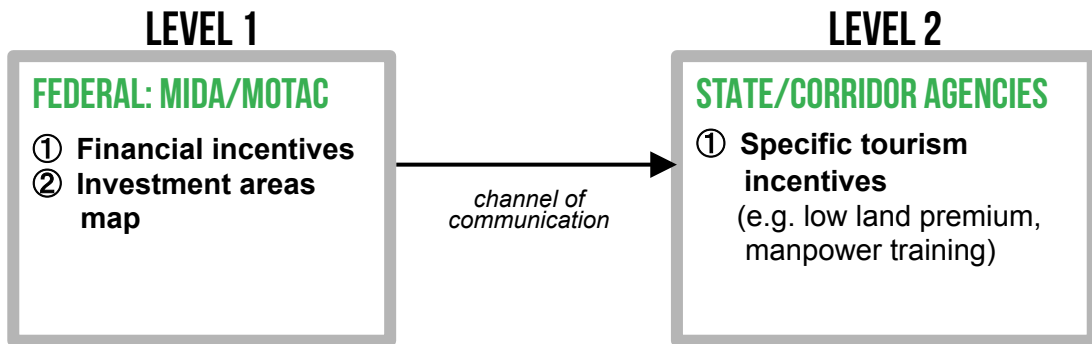 LEVEL 1
FEDERAL: MIDA/MOTAC
① Financial incentives
② Investment areas
map
channel of
communication
LEVEL 2
STATE/CORRIDOR AGENCIES
① Specific tourism
incentives
(e.g. low land premium,
manpower training)